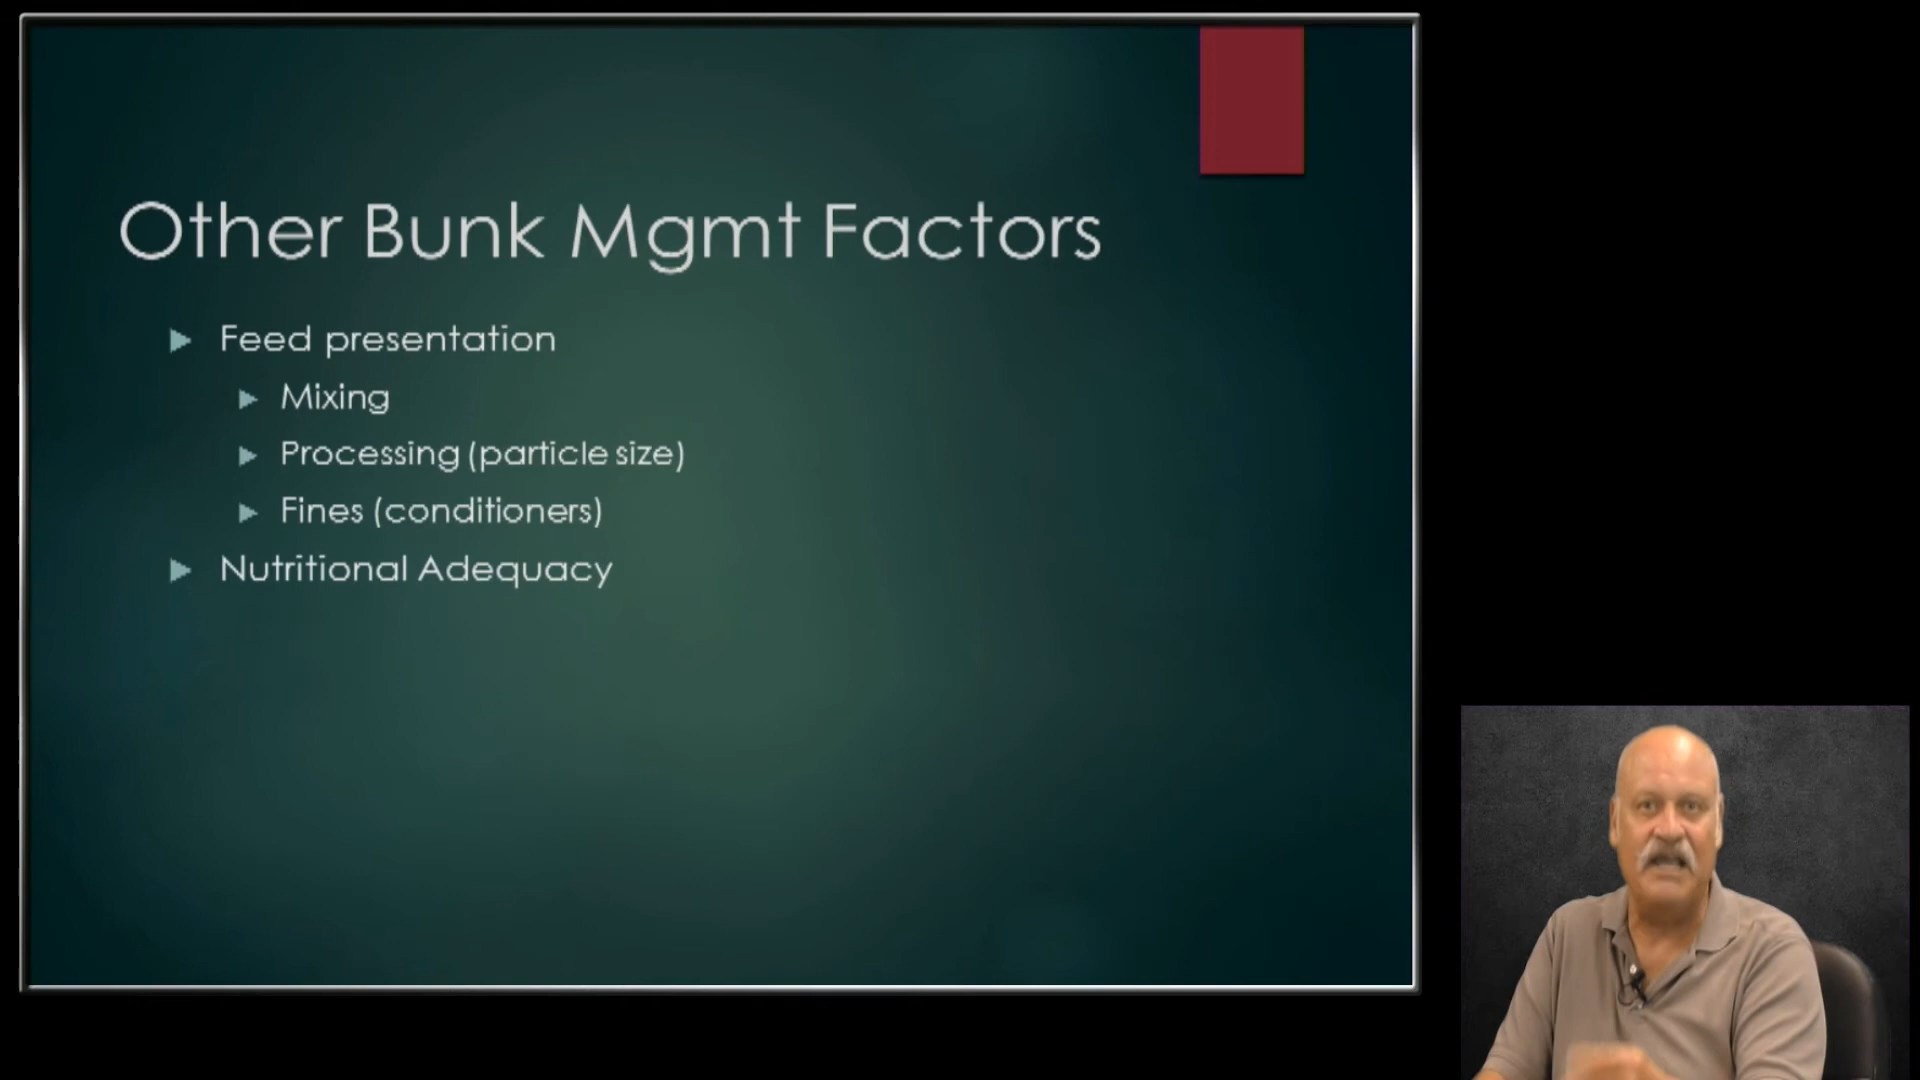 Other Bunk Mgmt Factors
Feed presentation
Mixing
Processing (particle size)
Fines (conditioners)
Nutritional Adequacy